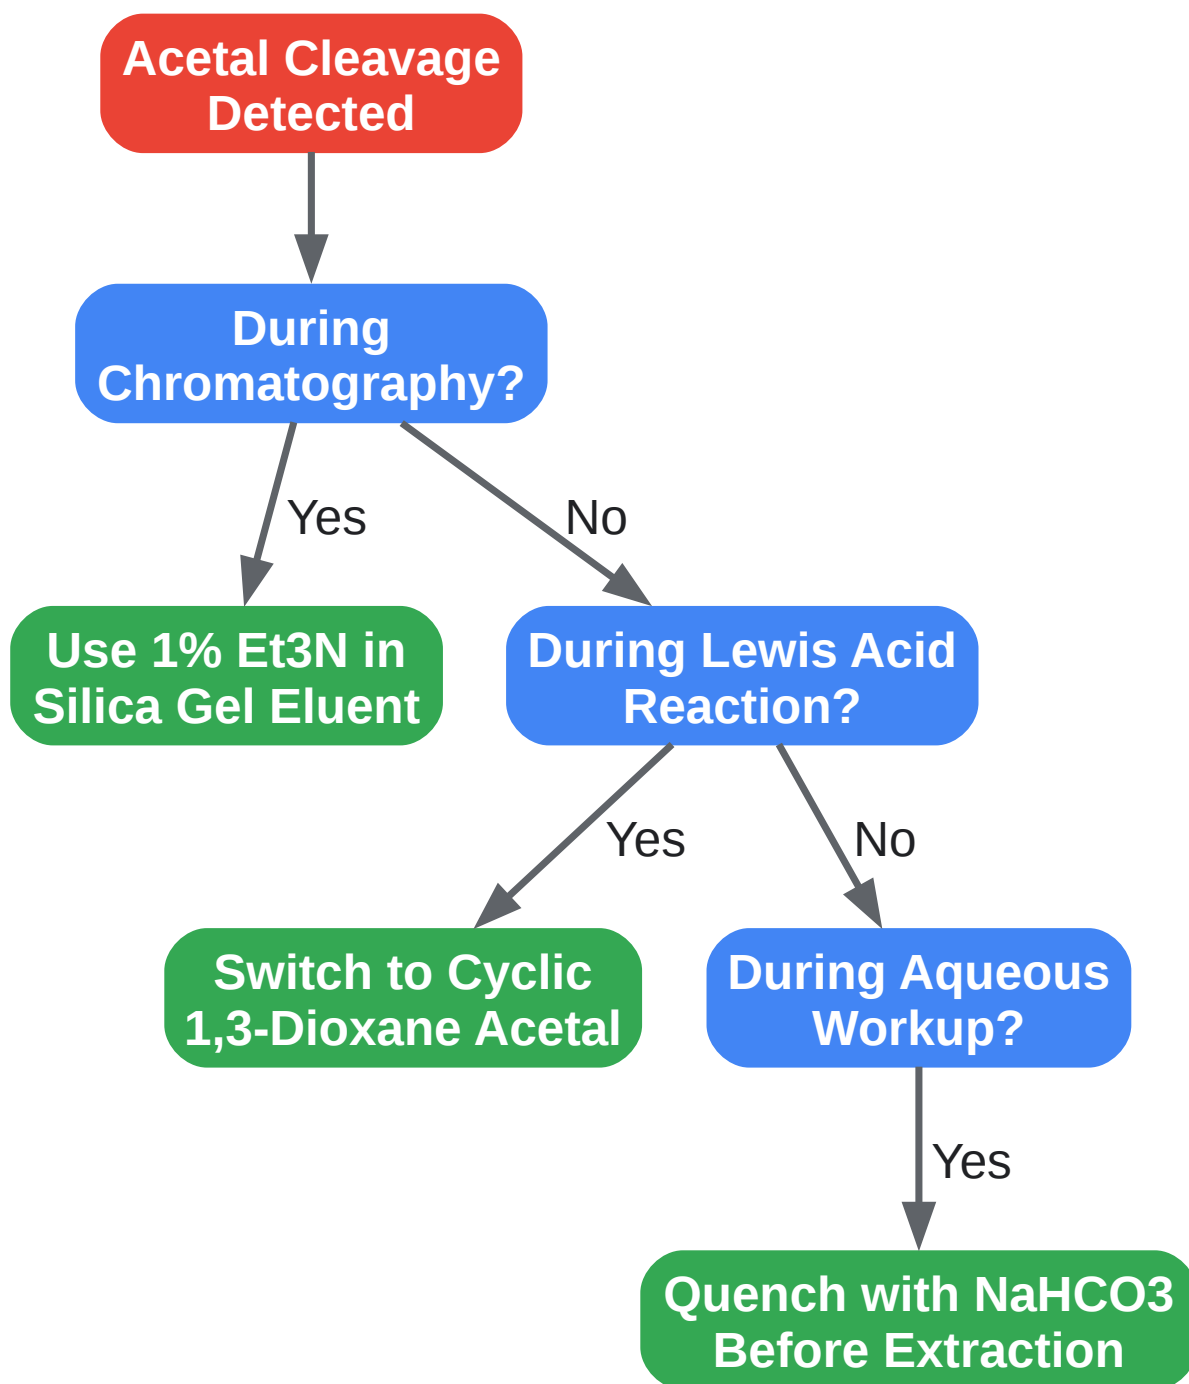 Acetal Cleavage
Detected
During
Chromatography?
Yes
No
Use 1% Et3N in
Silica Gel Eluent
During Lewis Acid
Reaction?
Yes
No
Switch to Cyclic
1,3-Dioxane Acetal
During Aqueous
Workup?
Yes
Quench with NaHCO3
Before Extraction